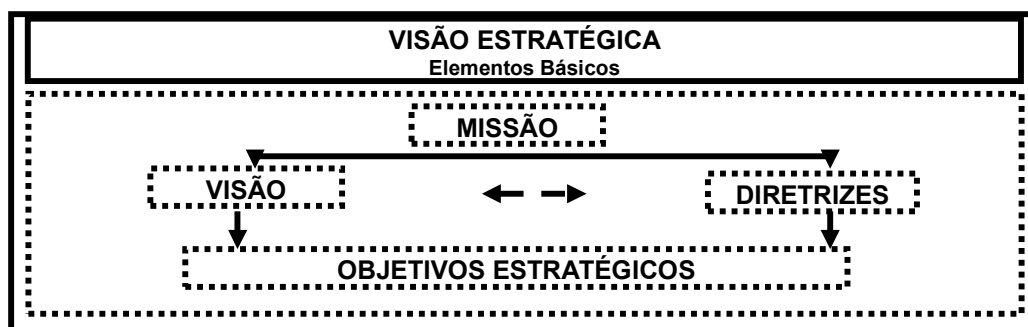 VISÃO ESTRATÉGICA
Elementos Básicos
MISSÃO
VISÃO
DIRETRIZES
OBJETIVOS ESTRATÉGICOS